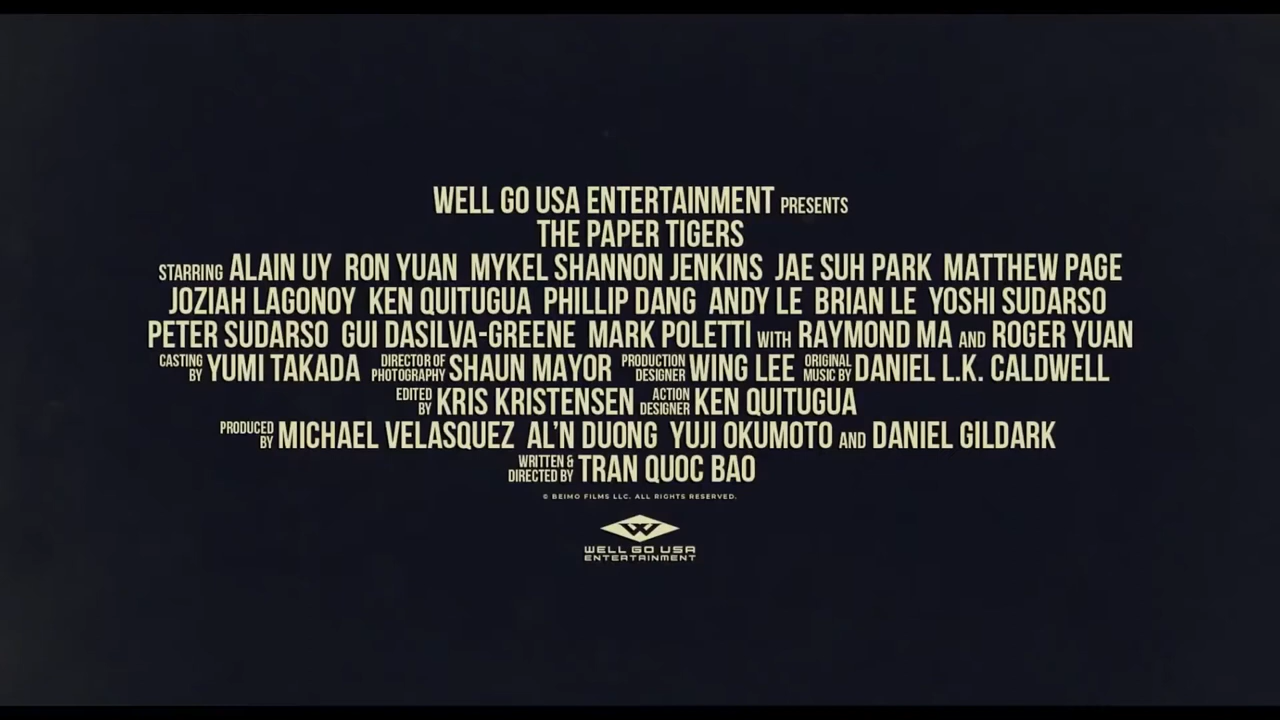 WELL GO USA ENTERTAINMENT PRESENTS
THE PAPER TIGERS
STARRING ALAIN UY RON YUAN MYKEL SHANNON JENKINS JAE SUH PARK MATTHEW PAGE
JOZIAH LAGONOY KEN QUITUGUA PHILLIP DANG ANDY LE BRIAN LE YOSHI SUDARSO
PETER SUDARSO GUI DASILVA-GREENE MARK POLETTI WITH RAYMOND MA AND ROGER YUAN
CASTING BY YUMI TAKADA DIRECTOR OF PHOTOGRAPHY SHAUN MAYOR PRODUCTION DESIGNER WING LEE ORIGINAL MUSIC BY DANIEL L.K. CALDWELL
EDITED BY KRIS KRISTENSEN ACTION DESIGNER KEN QUITUGUA
PRODUCED BY MICHAEL VELASQUEZ AL'N DUONG YUJI OKUMOTO AND DANIEL GILDARK
WRITTEN & DIRECTED BY TRAN QUOC BAO
© BEIMO FILMS LLC. ALL RIGHTS RESERVED.
WELL GO USA
ENTERTAINMENT